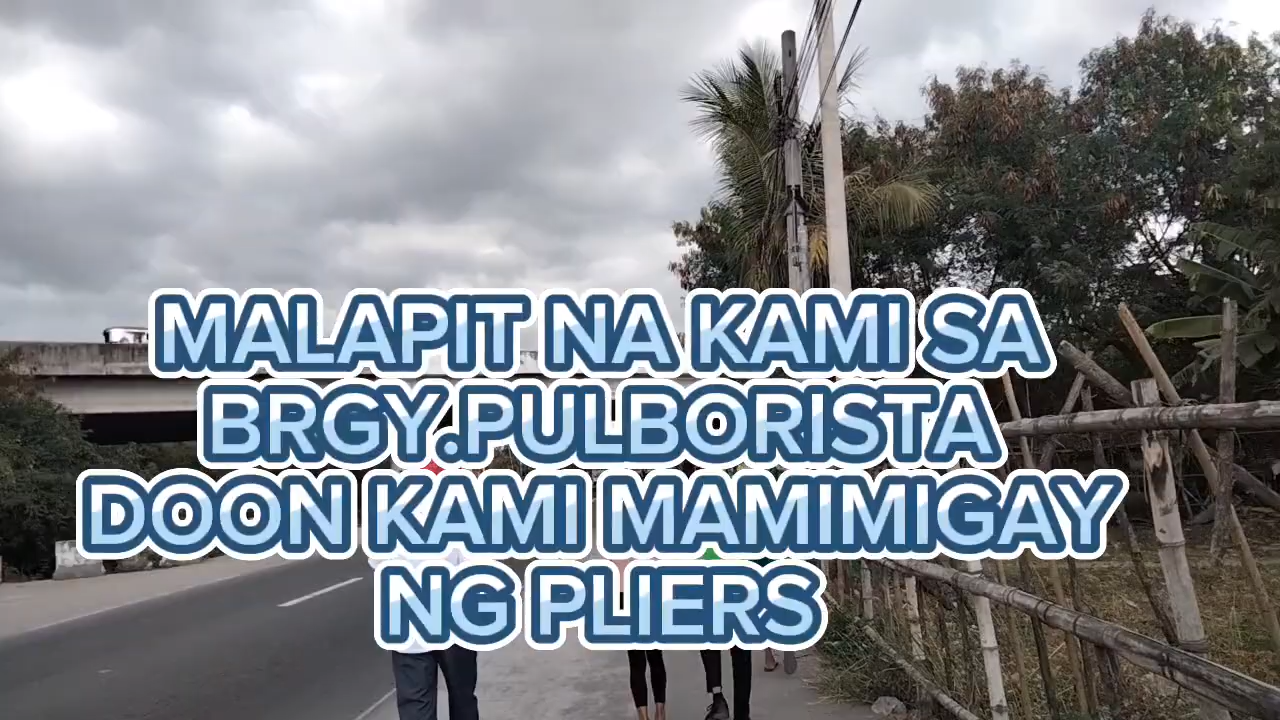 MALAPIT NA KAMI SA
BRGY.PULBORISTA
DOON KAMI MAMIMIGAY
NG PLIERS